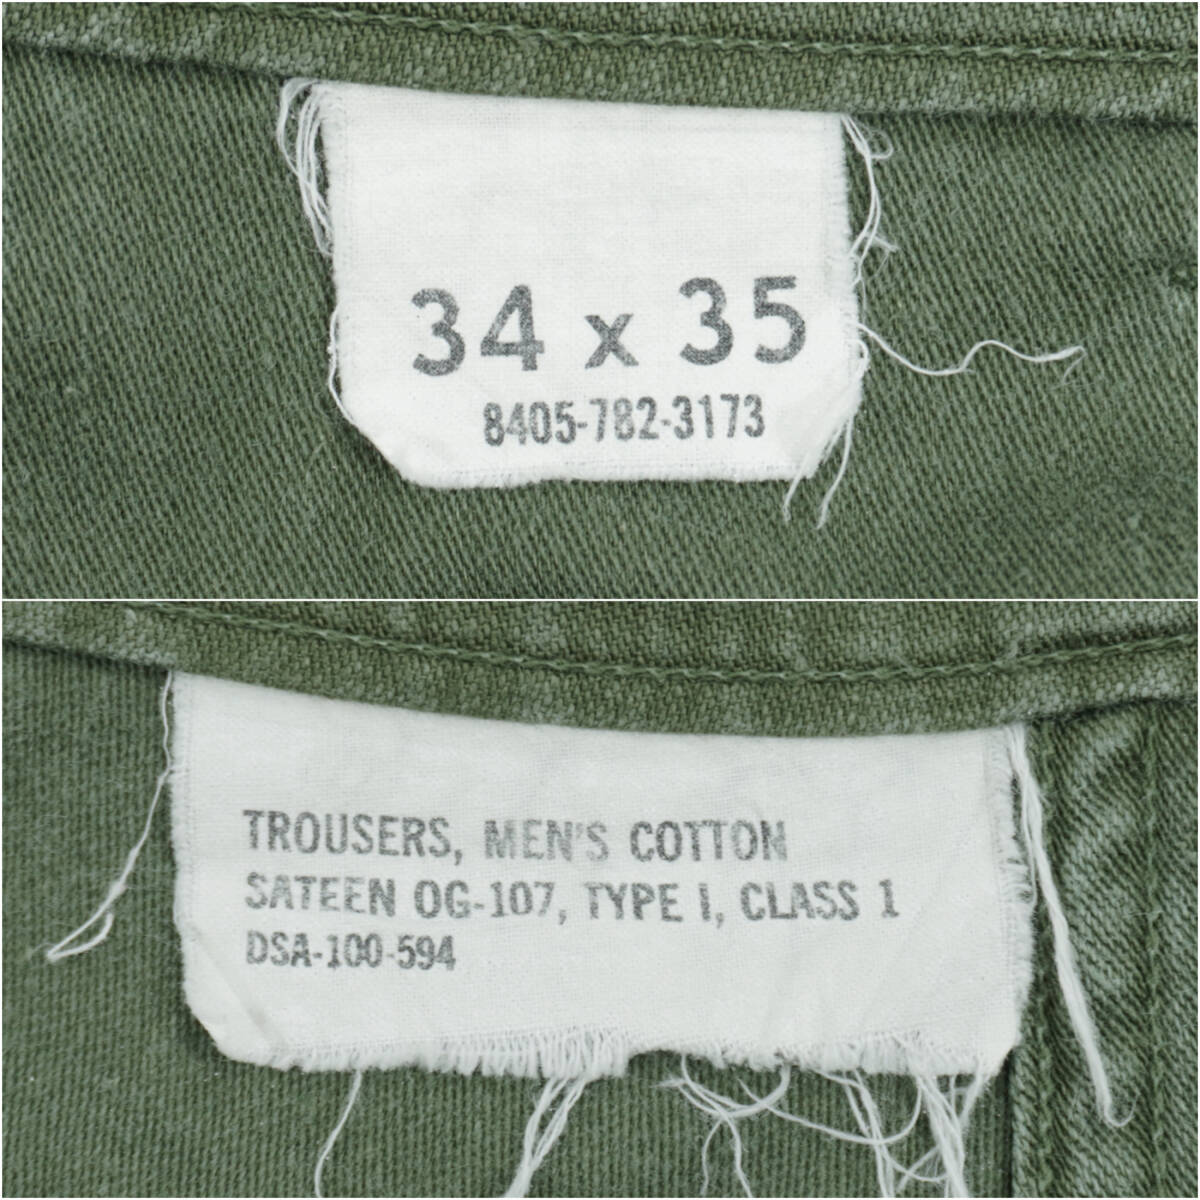 34 x 35
8405-782-3173
TROUSERS, MEN'S COTTON
SATEEN OG-107, TYPE I, CLASS 1
DSA-100-594